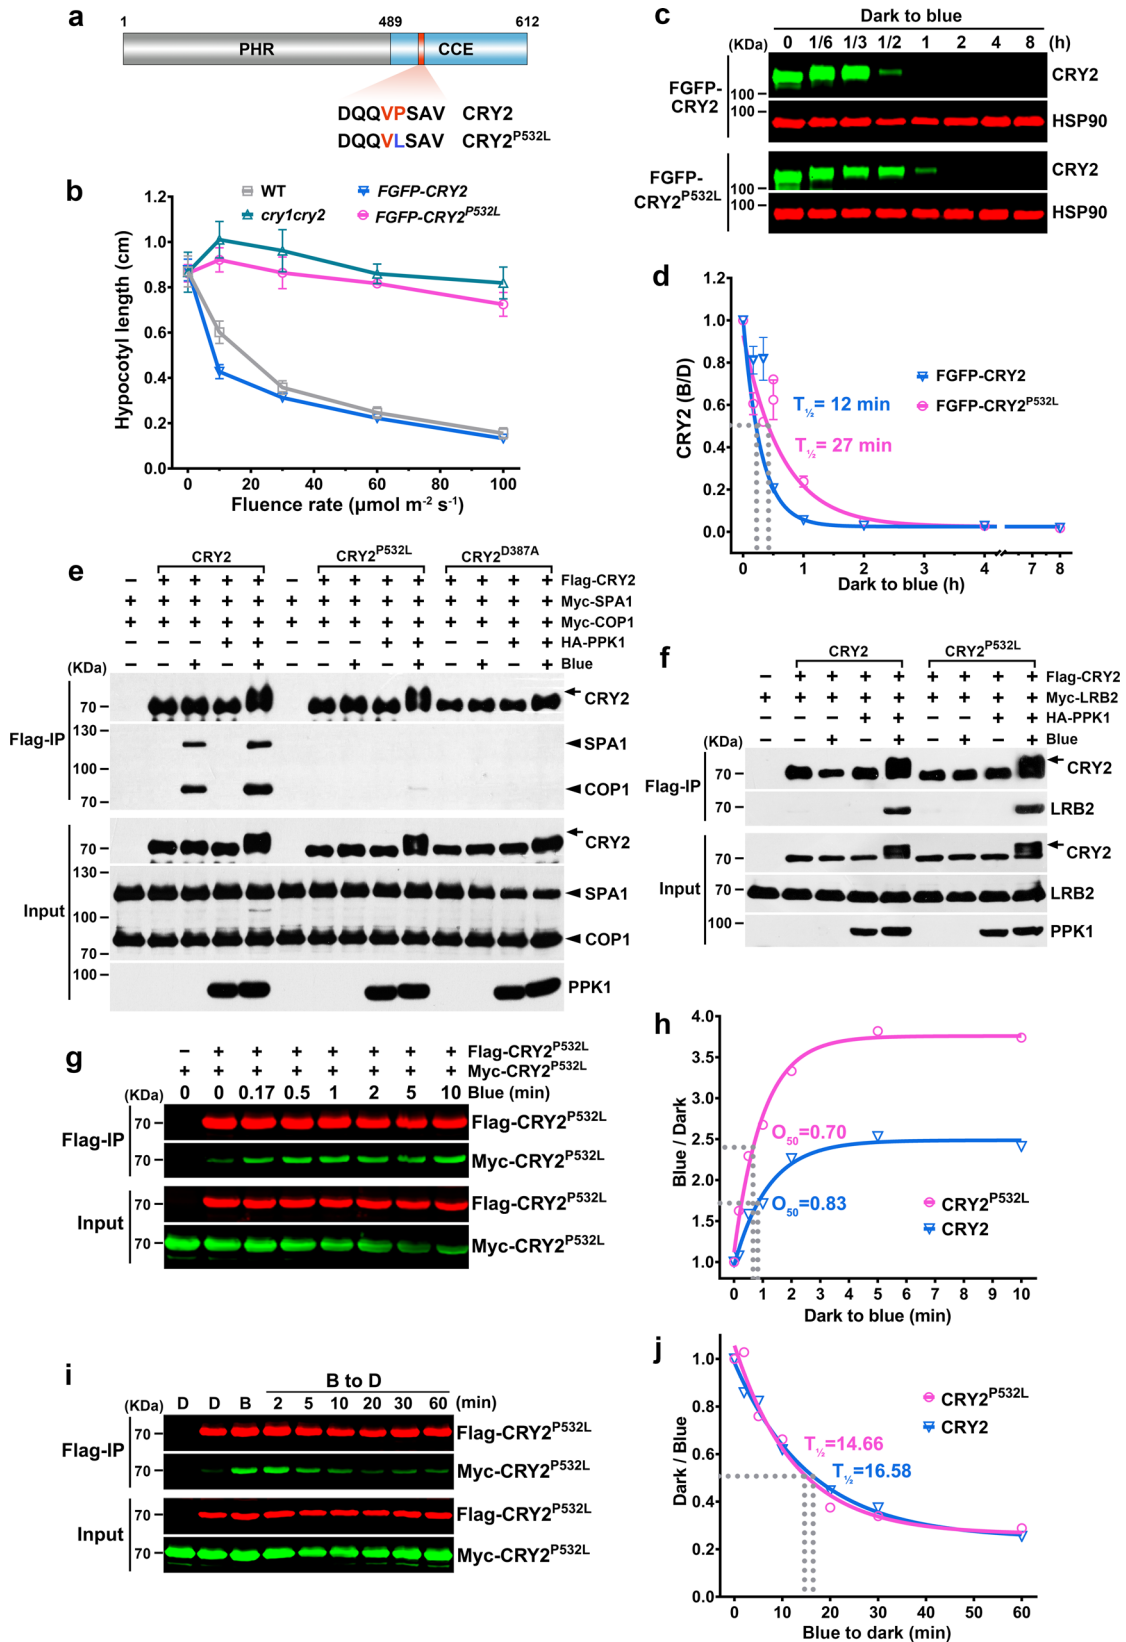 a
1 489 612
PHR CCE
DQQVPSAV CRY2
DQQVLSAV CRY2P532L
b
WT FGFP-CRY2
cry1cry2 FGFP-CRY2P532L
Hypocotyl length (cm)
1.2
1.0
0.8
0.6
0.4
0.2
0.0
0 20 40 60 80 100
Fluence rate (µmol m-2 s-1)
c
Dark to blue
(KDa) 0 1/6 1/3 1/2 1 2 4 8 (h)
FGFP-CRY2
100 CRY2
100 HSP90
FGFP-CRY2P532L
100 CRY2
100 HSP90
d
CRY2 (B/D)
1.2
1.0
0.8
0.6
0.4
0.2
0.0
FGFP-CRY2
FGFP-CRY2P532L
T½= 12 min
T½= 27 min
0 1 2 3 4 7 8
Dark to blue (h)
e
CRY2 CRY2P532L CRY2D387A
− + + + + − + + + + + + + + Flag-CRY2
+ + + + + + + + + + + + + + Myc-SPA1
+ + + + + + + + + + + + + + Myc-COP1
− − − + + − − − + + − − + + HA-PPK1
− − + − + − − + − + − + − + Blue
(KDa)
Flag-IP
70 CRY2
130
SPA1
100
COP1
70
Input
70 CRY2
130
SPA1
100
COP1
70
100
PPK1
f
CRY2 CRY2P532L
− + + + + + + + + Flag-CRY2
+ + + + + + + + + Myc-LRB2
− − − + + − − + + HA-PPK1
− − + − + − + − + Blue
(KDa)
Flag-IP
70 CRY2
70 LRB2
Input
70 CRY2
70 LRB2
100 PPK1
g
− + + + + + + + Flag-CRY2P532L
+ + + + + + + + Myc-CRY2P532L
(KDa) 0 0 0.17 0.5 1 2 5 10 Blue (min)
Flag-IP
70 Flag-CRY2P532L
70 Myc-CRY2P532L
Input
70 Flag-CRY2P532L
70 Myc-CRY2P532L
h
Blue / Dark
4.0
3.5
3.0
2.5
2.0
1.5
1.0
O50=0.70
O50=0.83
CRY2P532L
CRY2
0 1 2 3 4 5 6 7 8 9 10
Dark to blue (min)
i
B to D
(KDa) D D B 2 5 10 20 30 60 (min)
Flag-IP
70 Flag-CRY2P532L
70 Myc-CRY2P532L
Input
70 Flag-CRY2P532L
70 Myc-CRY2P532L
j
Dark / Blue
1.0
0.8
0.6
0.4
0.2
0.0
CRY2P532L
CRY2
T½=14.66
T½=16.58
0 10 20 30 40 50 60
Blue to dark (min)